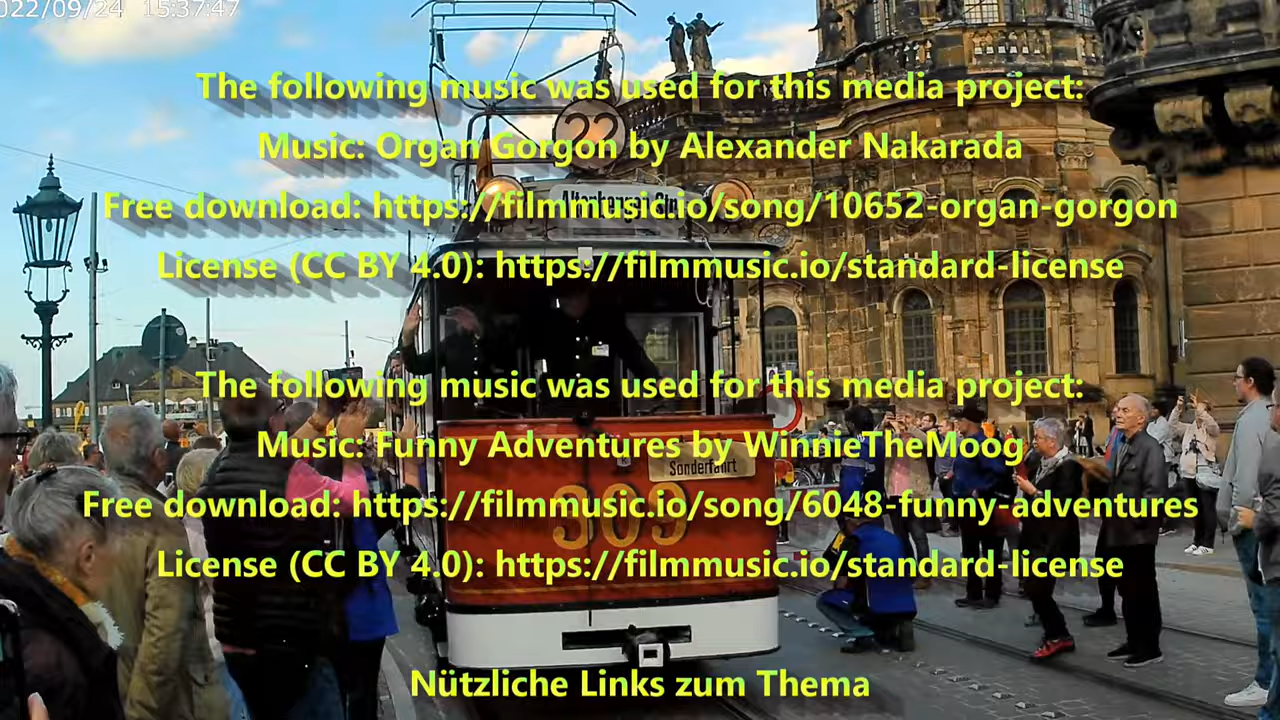 022/09/24 15:37:47
The following music was used for this media project:
22
Music: Organ Gorgon by Alexander Nakarada
Free download: https://filmmusic.io/song/10652-organ-gorgon
License (CC BY 4.0): https://filmmusic.io/standard-license
The following music was used for this media project:
Music: Funny Adventures by WinnieTheMoog
Sonderfahrt
Free download: https://filmmusic.io/song/6048-funny-adventures
309
License (CC BY 4.0): https://filmmusic.io/standard-license
Nützliche Links zum Thema